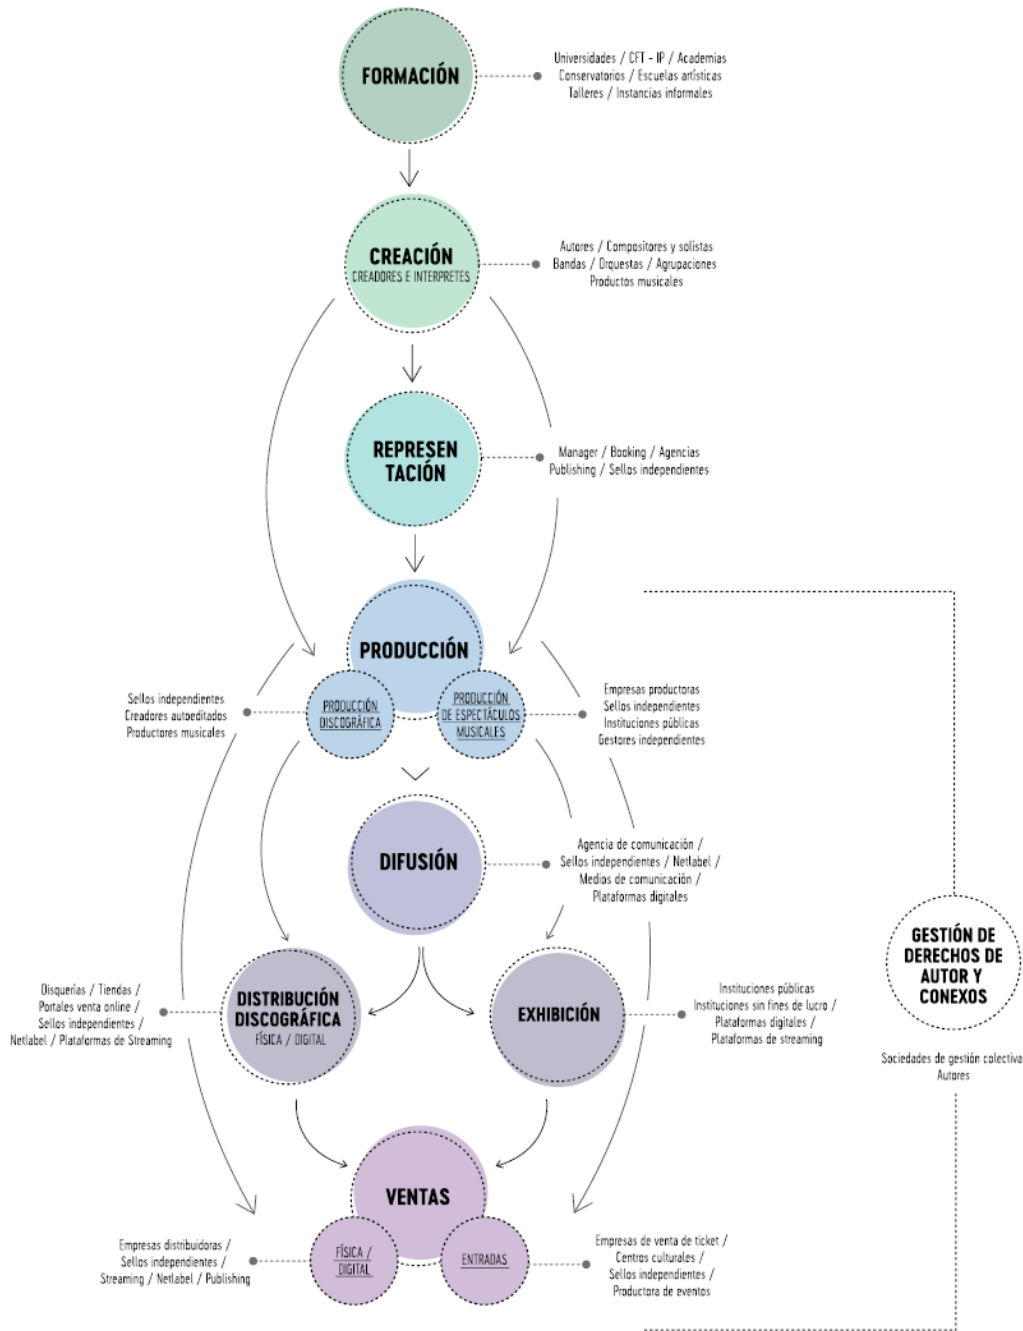 FORMACIÓN
Universidades / CFT - IP / Academias
Conservatorios / Escuelas artísticas
Talleres / Instancias informales
CREACIÓN
CREADORES E INTERPRETES
Autores / Compositores y solistas
Bandas / Orquestas / Agrupaciones
Productos musicales
REPRESEN
TACIÓN
Manager / Booking / Agencias
Publishing / Sellos independientes
PRODUCCIÓN
PRODUCCIÓN
DISCOGRÁFICA
PRODUCCIÓN
DE ESPECTÁCULOS
MUSICALES
Sellos independientes
Creadores autoeditados
Productores musicales
Empresas productoras
Sellos independientes
Instituciones públicas
Gestores independientes
DIFUSIÓN
Agencia de comunicación /
Sellos independientes / Netlabel /
Medios de comunicación /
Plataformas digitales
DISTRIBUCIÓN
DISCOGRÁFICA
FÍSICA / DIGITAL
Disquerías / Tiendas /
Portales venta online /
Sellos independientes /
Netlabel / Plataformas de Streaming
EXHIBICIÓN
Instituciones públicas
Instituciones sin fines de lucro /
Plataformas digitales /
Plataformas de streaming
GESTIÓN DE
DERECHOS DE
AUTOR Y
CONEXOS
Sociedades de gestión colectiva
Autores
VENTAS
FÍSICA /
DIGITAL
ENTRADAS
Empresas distribuidoras /
Sellos independientes /
Streaming / Netlabel / Publishing
Empresas de venta de ticket /
Centros culturales /
Sellos independientes /
Productora de eventos